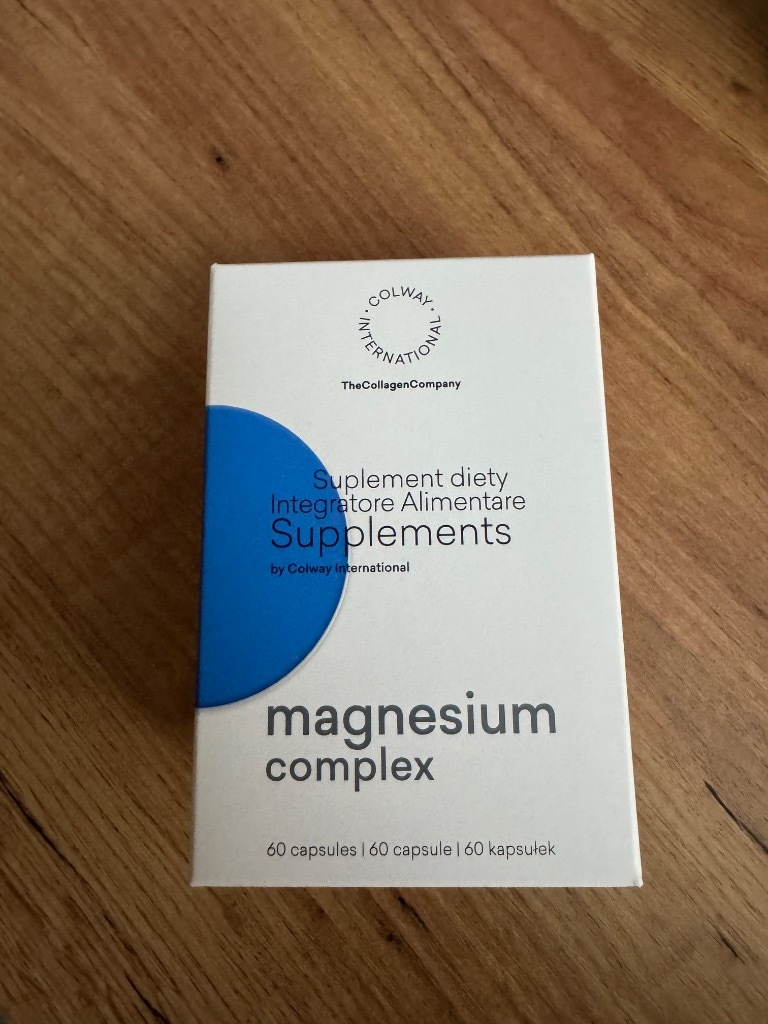 COLWAY • INTERNATIONAL •
TheCollagenCompany
Suplement diety
Integratore Alimentare
Supplements
by Colway International
magnesium
complex
60 capsules | 60 capsule | 60 kapsułek